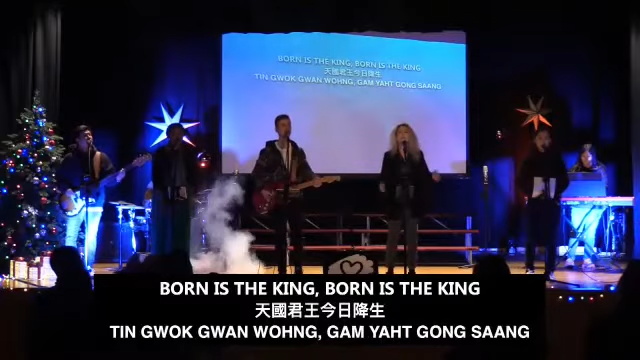 BORN IS THE KING, BORN IS THE KING
天國君王今日降生
TIN GWOK GWAN WOHNG, GAM YAHT GONG SAANG
BORN IS THE KING, BORN IS THE KING
天國君王今日降生
TIN GWOK GWAN WOHNG, GAM YAHT GONG SAANG